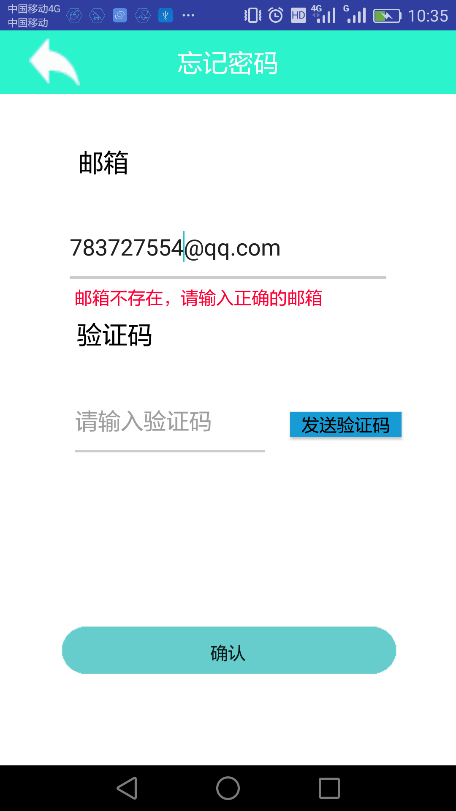 中国移动4G
中国移动
HD 4G G 10:35
忘记密码
邮箱
783727554@qq.com
邮箱不存在，请输入正确的邮箱
验证码
请输入验证码 发送验证码
确认